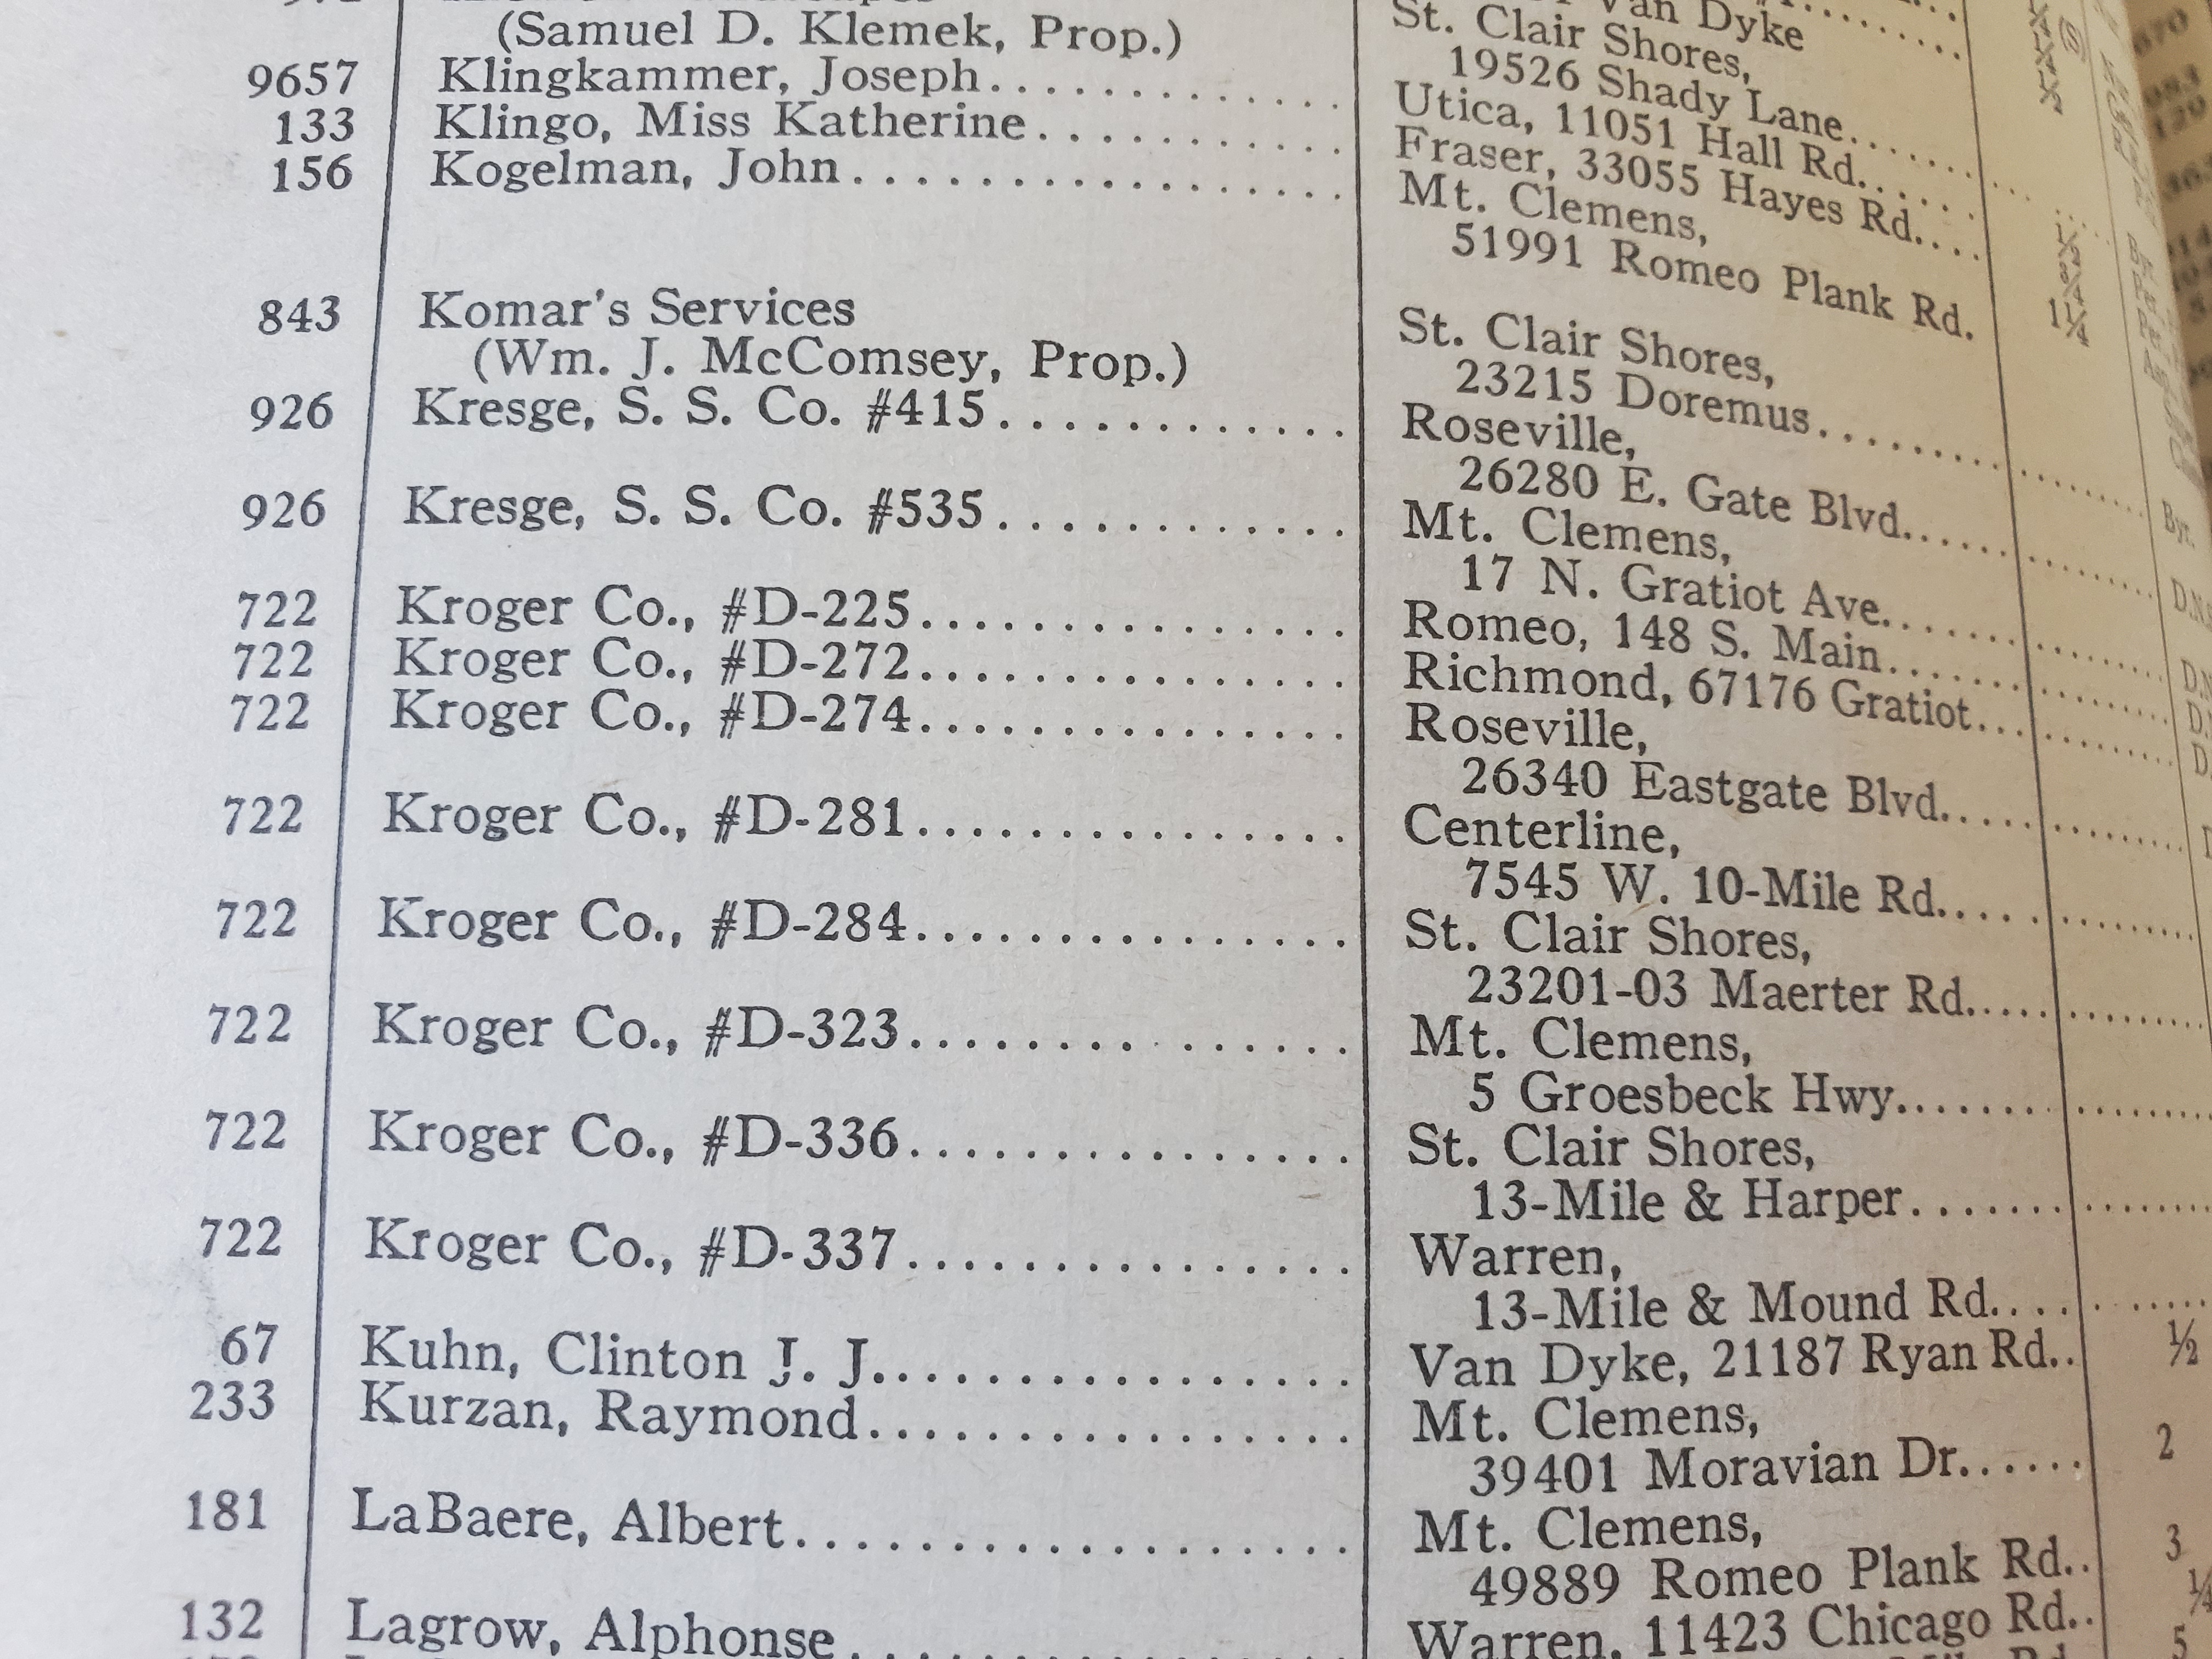 Van Dyke
St. Clair Shores,
(Samuel D. Klemek, Prop.) 19526 Shady Lane
9657 Klingkammer, Joseph Utica, 11051 Hall Rd.
133 Klingo, Miss Katherine Fraser, 33055 Hayes Rd.
156 Kogelman, John Mt. Clemens,
51991 Romeo Plank Rd. 1¼
843 Komar's Services St. Clair Shores,
(Wm. J. McComsey, Prop.) 23215 Doremus
926 Kresge, S. S. Co. #415 Roseville,
26280 E. Gate Blvd.
926 Kresge, S. S. Co. #535 Mt. Clemens,
17 N. Gratiot Ave.
722 Kroger Co., #D-225 Romeo, 148 S. Main
722 Kroger Co., #D-272 Richmond, 67176 Gratiot
722 Kroger Co., #D-274 Roseville,
26340 Eastgate Blvd.
722 Kroger Co., #D-281 Centerline,
7545 W. 10-Mile Rd.
722 Kroger Co., #D-284 St. Clair Shores,
23201-03 Maerter Rd.
722 Kroger Co., #D-323 Mt. Clemens,
5 Groesbeck Hwy.
722 Kroger Co., #D-336 St. Clair Shores,
13-Mile & Harper
722 Kroger Co., #D-337 Warren,
13-Mile & Mound Rd.
67 Kuhn, Clinton J. J. Van Dyke, 21187 Ryan Rd. ½
233 Kurzan, Raymond Mt. Clemens,
39401 Moravian Dr. 2
181 LaBaere, Albert Mt. Clemens,
49889 Romeo Plank Rd. 3
132 Lagrow, Alphonse Warren, 11423 Chicago Rd. ¼
5